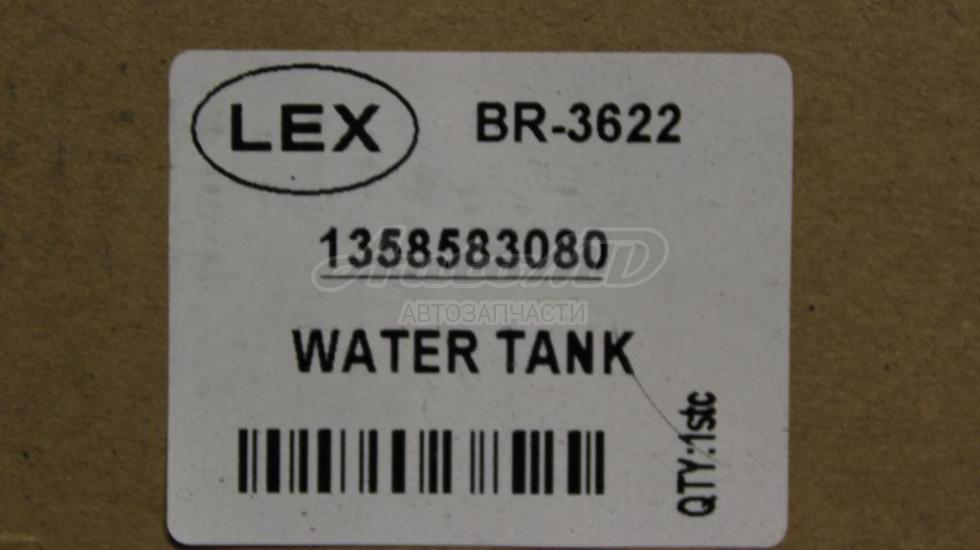 LEX BR-3622
1358583080
АВТОЗАПЧАСТИ
WATER TANK
QTY:1stc